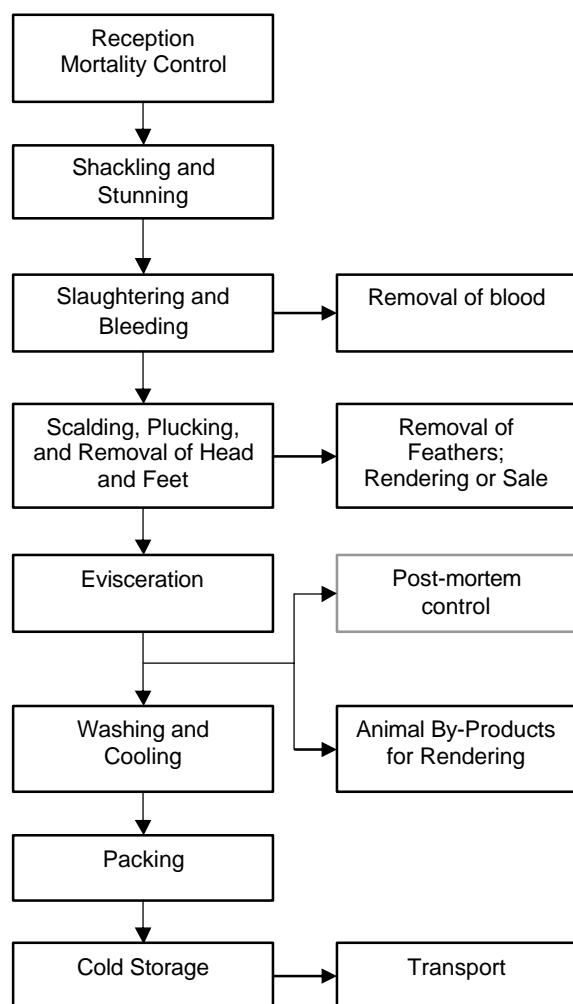 Reception
Mortality Control
Shackling and
Stunning
Slaughtering and
Bleeding
Removal of blood
Scalding, Plucking,
and Removal of Head
and Feet
Removal of
Feathers;
Rendering or Sale
Evisceration
Post-mortem
control
Washing and
Cooling
Animal By-Products
for Rendering
Packing
Cold Storage
Transport